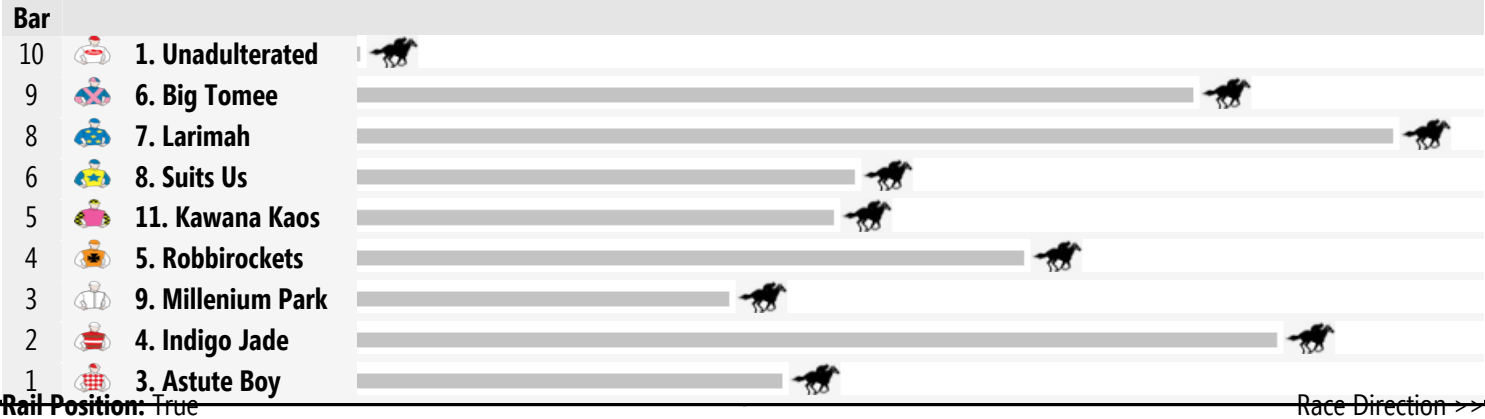 Bar
10 1. Unadulterated
9 6. Big Tomee
8 7. Larimah
6 8. Suits Us
5 11. Kawana Kaos
4 5. Robbirockets
3 9. Millenium Park
2 4. Indigo Jade
1 3. Astute Boy
Rail Position: True Race Direction >>